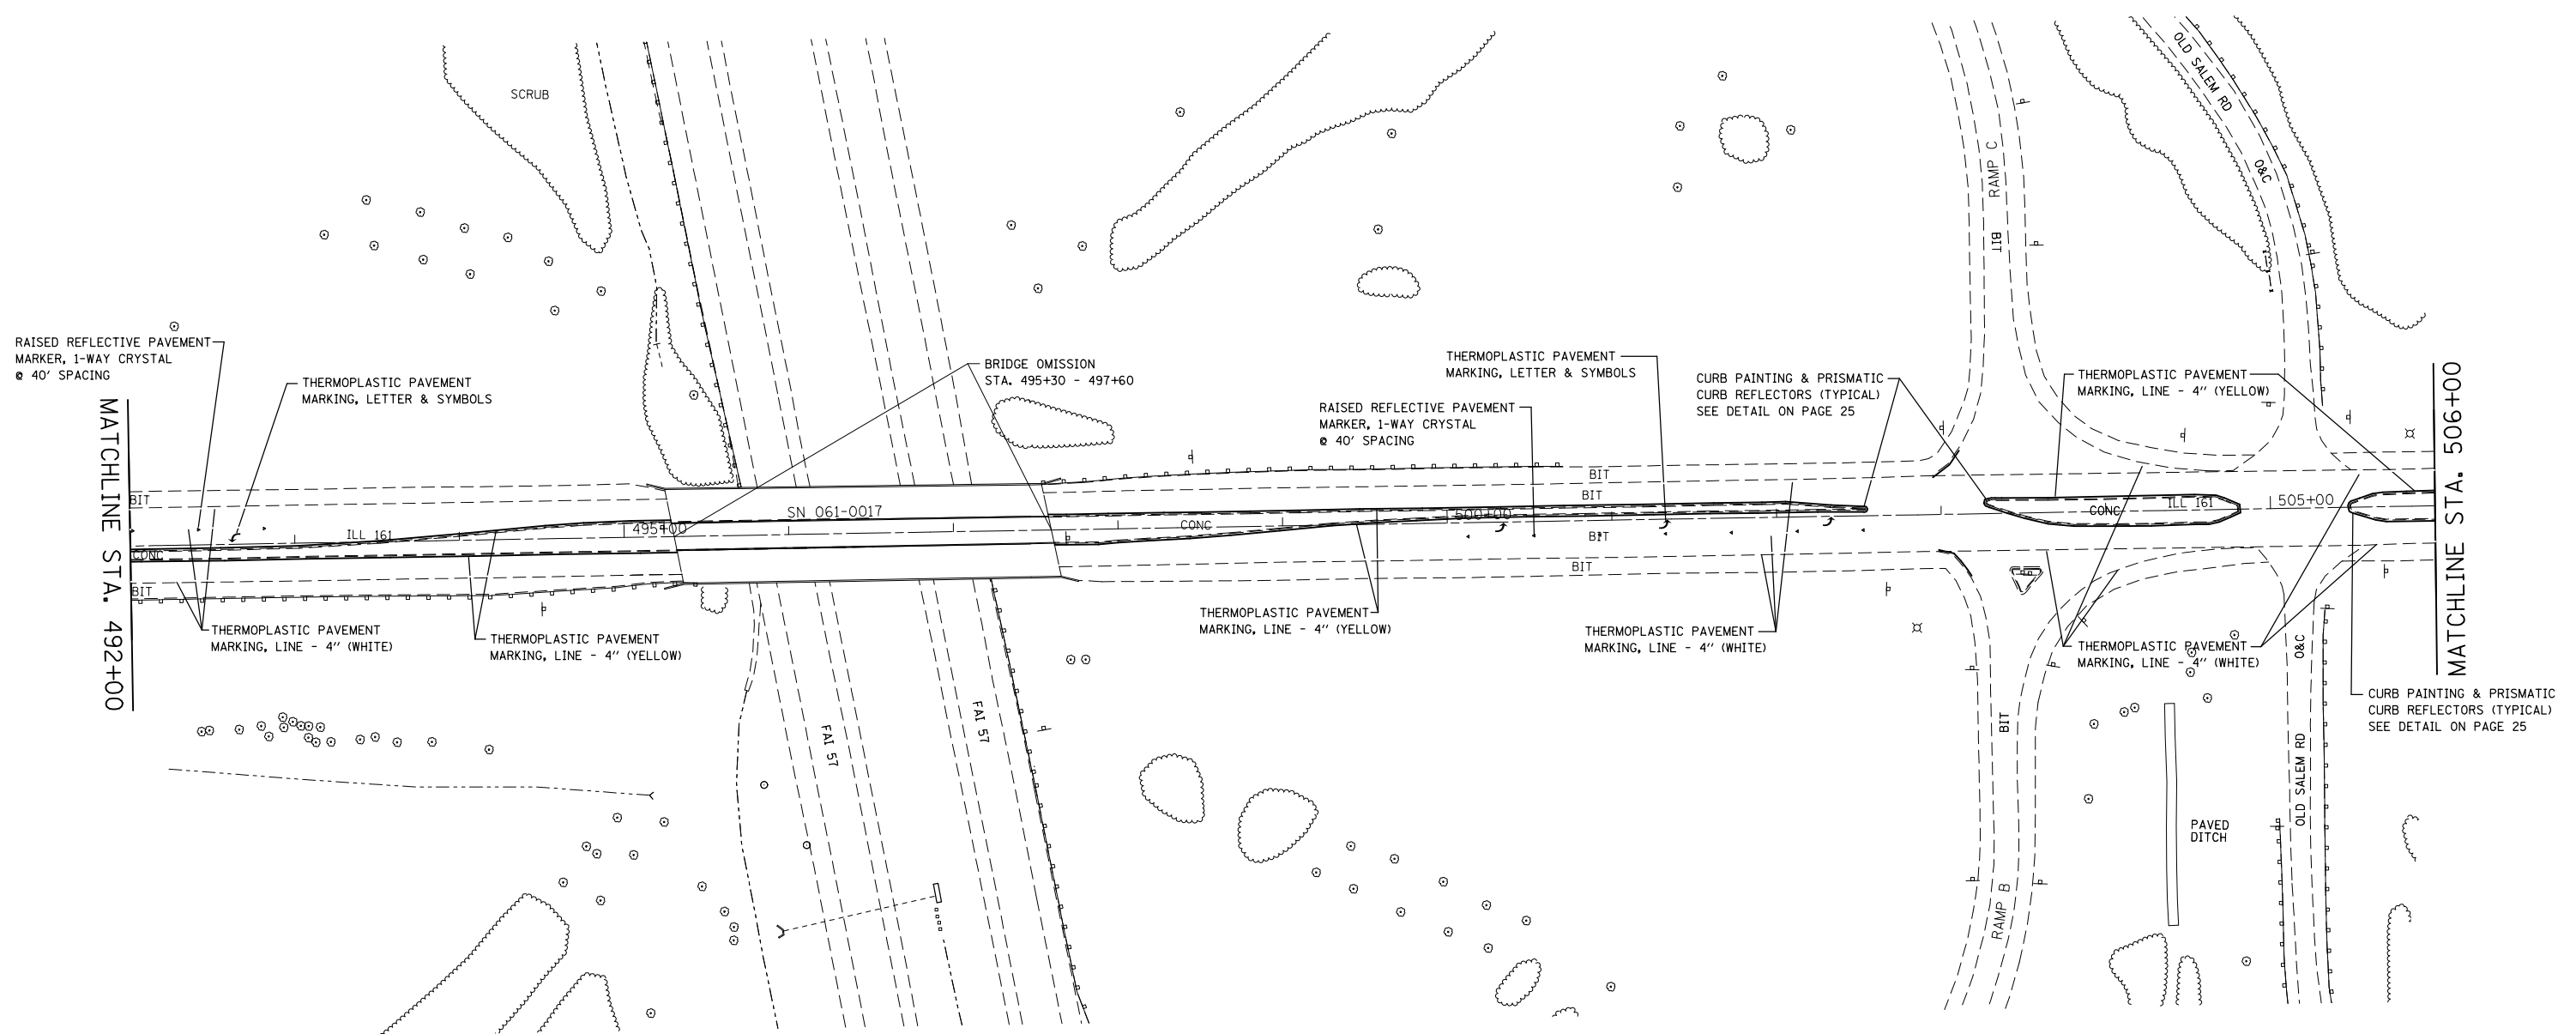 SCRUB
OLD SALEM RD
O&C
RAMP C
BIT
RAISED REFLECTIVE PAVEMENT
MARKER, 1-WAY CRYSTAL
@ 40' SPACING
THERMOPLASTIC PAVEMENT
MARKING, LETTER & SYMBOLS
BRIDGE OMISSION
STA. 495+30 - 497+60
THERMOPLASTIC PAVEMENT
MARKING, LETTER & SYMBOLS
RAISED REFLECTIVE PAVEMENT
MARKER, 1-WAY CRYSTAL
@ 40' SPACING
CURB PAINTING & PRISMATIC
CURB REFLECTORS (TYPICAL)
SEE DETAIL ON PAGE 25
THERMOPLASTIC PAVEMENT
MARKING, LINE - 4" (YELLOW)
MATCHLINE STA. 492+00
MATCHLINE STA. 506+00
BIT
CONC
BIT
ILL 161
495+00
SN 061-0017
CONC
500+00
BIT
BIT
BIT
BIT
CONC
ILL 161
505+00
THERMOPLASTIC PAVEMENT
MARKING, LINE - 4" (WHITE)
THERMOPLASTIC PAVEMENT
MARKING, LINE - 4" (YELLOW)
THERMOPLASTIC PAVEMENT
MARKING, LINE - 4" (YELLOW)
THERMOPLASTIC PAVEMENT
MARKING, LINE - 4" (WHITE)
THERMOPLASTIC PAVEMENT
MARKING, LINE - 4" (WHITE)
CURB PAINTING & PRISMATIC
CURB REFLECTORS (TYPICAL)
SEE DETAIL ON PAGE 25
FAI 57
FAI 57
BIT
RAMP B
O&C
OLD SALEM RD
PAVED
DITCH